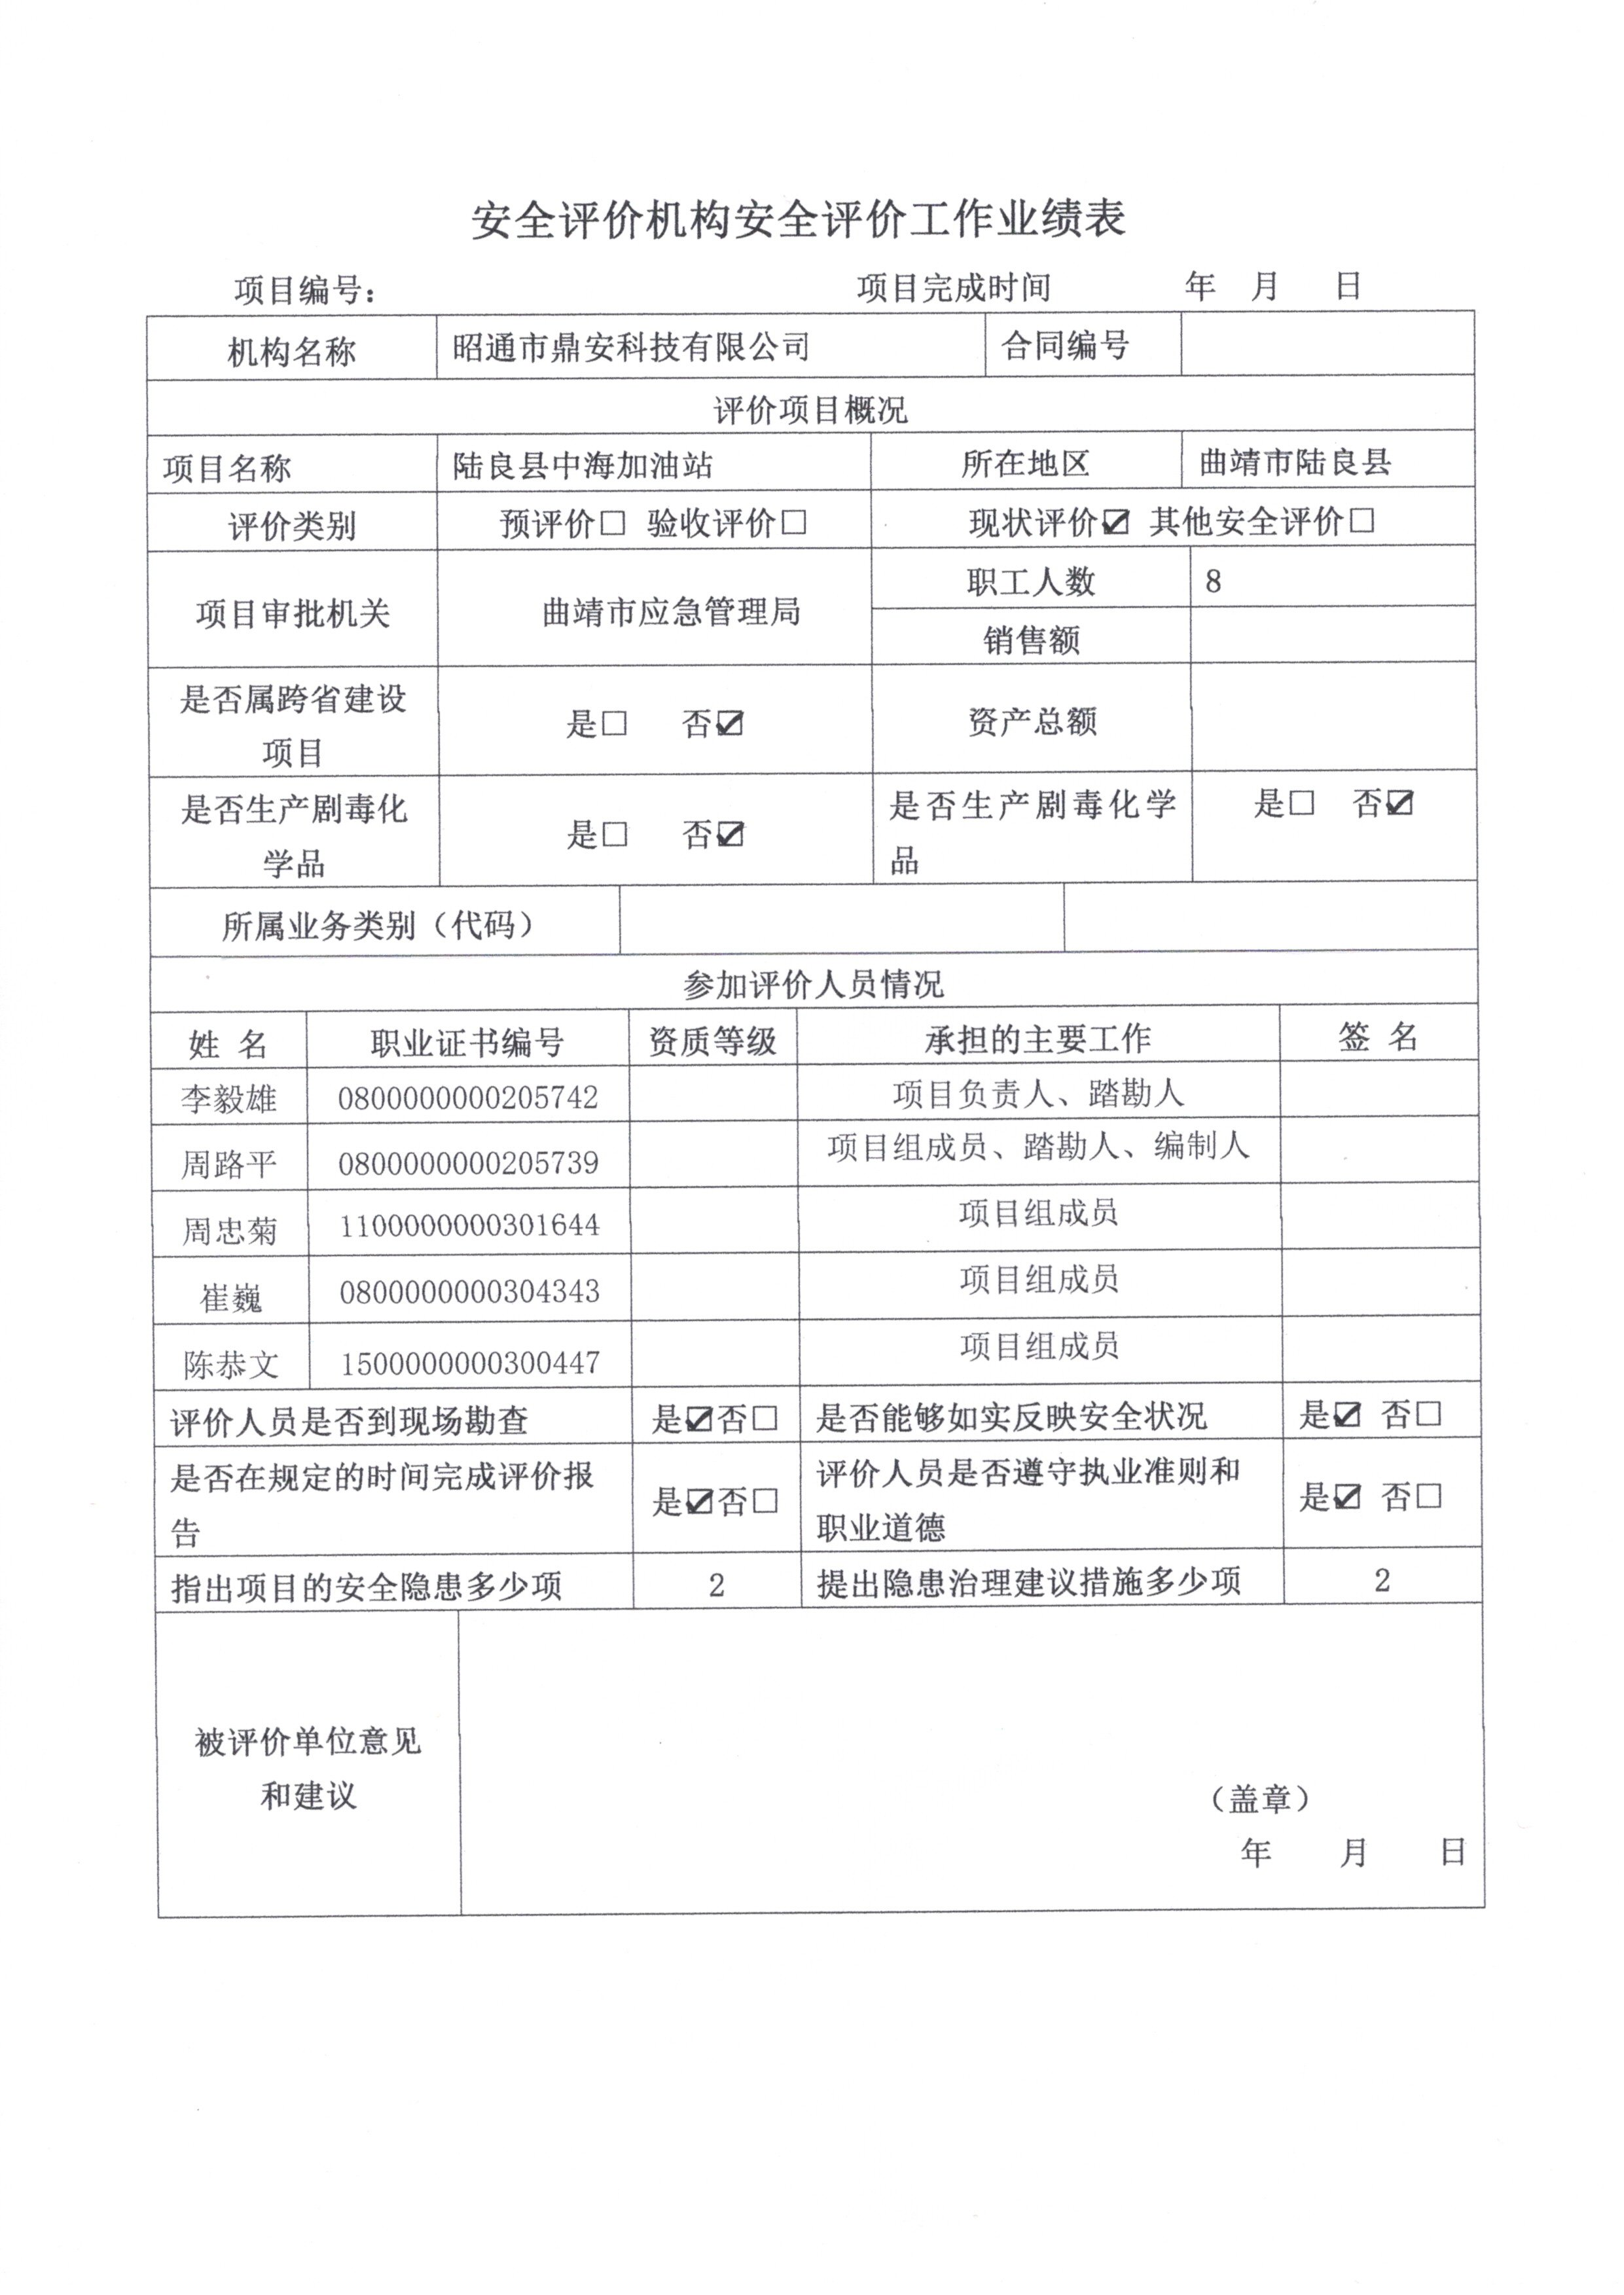 安全评价机构安全评价工作业绩表
项目编号： 项目完成时间 年 月 日
机构名称 昭通市鼎安科技有限公司 合同编号
评价项目概况
项目名称 陆良县中海加油站 所在地区 曲靖市陆良县
评价类别 预评价□ 验收评价□ 现状评价☑ 其他安全评价□
项目审批机关 曲靖市应急管理局 职工人数 8
销售额
是否属跨省建设
项目
是□ 否☑ 资产总额
是否生产剧毒化
学品
是□ 否☑
是否生产剧毒化学
品
是□ 否☑
所属业务类别（代码）
参加评价人员情况
姓 名 职业证书编号 资质等级 承担的主要工作 签 名
李毅雄 0800000000205742 项目负责人、踏勘人
周路平 0800000000205739 项目组成员、踏勘人、编制人
周忠菊 1100000000301644 项目组成员
崔巍 0800000000304343 项目组成员
陈恭文 1500000000300447 项目组成员
评价人员是否到现场勘查 是☑否□ 是否能够如实反映安全状况 是☑ 否□
是否在规定的时间完成评价报
告
是☑否□
评价人员是否遵守执业准则和
职业道德
是☑ 否□
指出项目的安全隐患多少项 2 提出隐患治理建议措施多少项 2
被评价单位意见
和建议
（盖章）
年 月 日